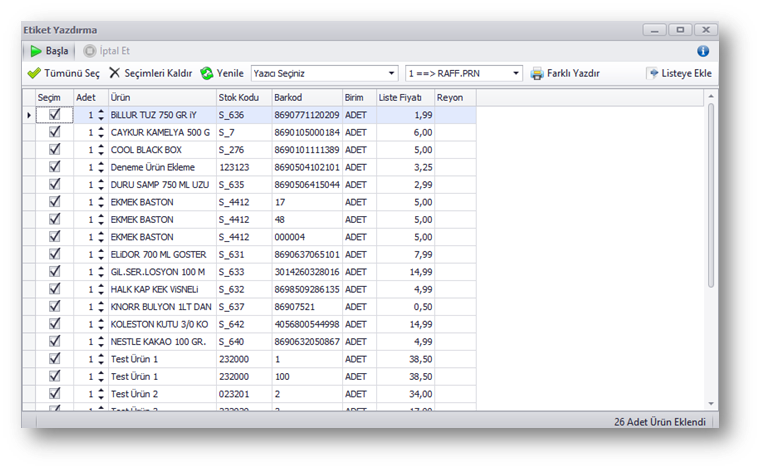 Etiket Yazdırma
Başla İptal Et
Tümünü Seç Seçimleri Kaldır Yenile Yazıcı Seçiniz 1 ==> RAFF.PRN Farklı Yazdır Listeye Ekle
Seçim Adet Ürün Stok Kodu Barkod Birim Liste Fiyatı Reyon
1 BiLLUR TUZ 750 GR iY S_636 8690771120209 ADET 1,99
1 CAYKUR KAMELYA 500 G S_7 8690105000184 ADET 6,00
1 COOL BLACK BOX S_276 8690101111389 ADET 5,00
1 Deneme Ürün Ekleme 123123 8690504102101 ADET 3,25
1 DURU SAMP 750 ML UZU S_635 8690506415044 ADET 2,99
1 EKMEK BASTON S_4412 17 ADET 5,00
1 EKMEK BASTON S_4412 48 ADET 5,00
1 EKMEK BASTON S_4412 000004 ADET 5,00
1 ELiDOR 700 ML GOSTER S_631 8690637065101 ADET 7,99
1 GiL.SER.LOSYON 100 M S_633 3014260328016 ADET 14,99
1 HALK KAP KEK ViSNELi S_632 8698509286135 ADET 4,99
1 KNORR BULYON 1LT DAN S_637 86907521 ADET 0,50
1 KOLESTON KUTU 3/0 KO S_642 4056800544998 ADET 14,99
1 NESTLE KAKAO 100 GR. S_640 8690632050867 ADET 4,99
1 Test Ürün 1 232000 1 ADET 38,50
1 Test Ürün 1 232000 100 ADET 38,50
1 Test Ürün 2 023201 2 ADET 34,00
1 Test Ürün 2 ADET 17,00
26 Adet Ürün Eklendi